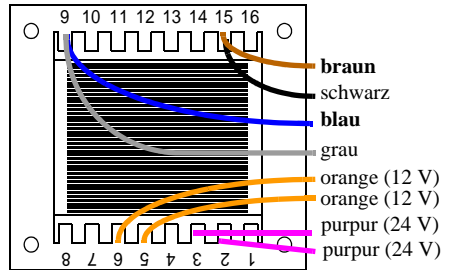 9 10 11 12 13 14 15 16
braun
schwarz
blau
grau
orange (12 V)
orange (12 V)
purpur (24 V)
purpur (24 V)
8 7 6 5 4 3 2 1